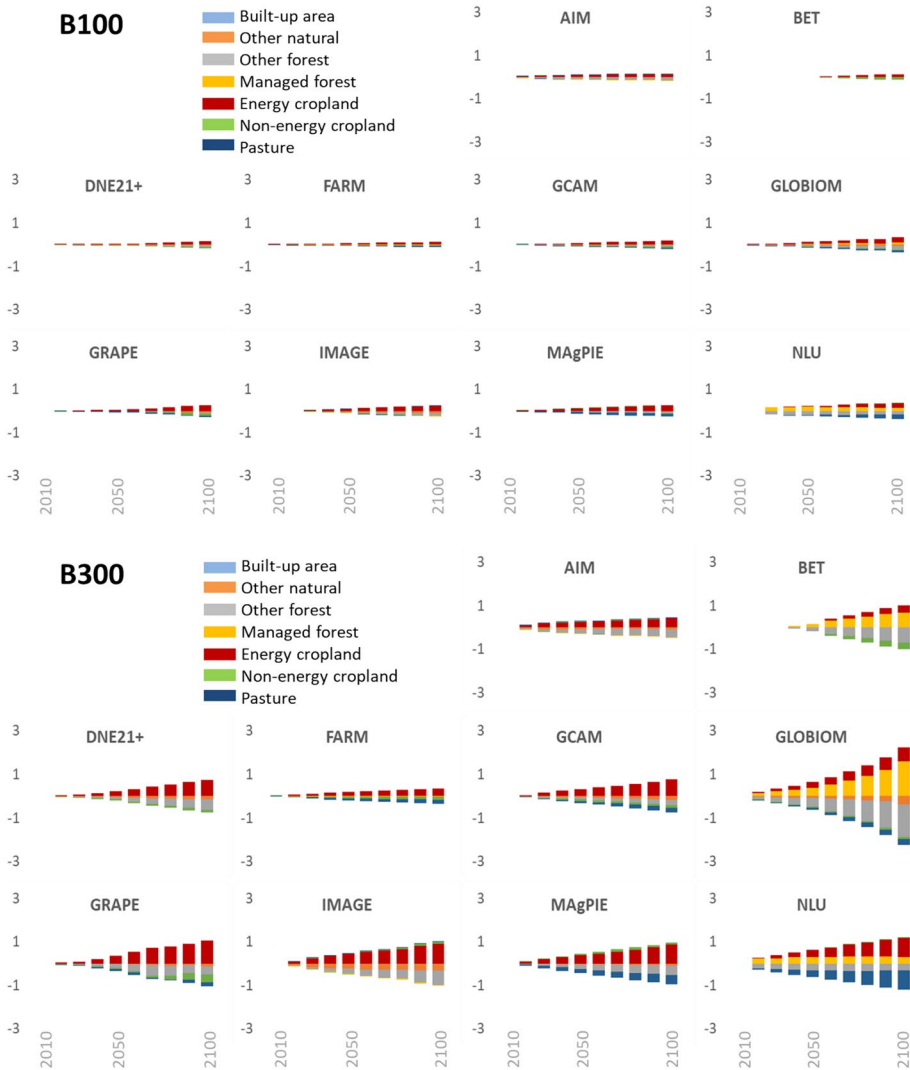 B100
Built-up area
Other natural
Other forest
Managed forest
Energy cropland
Non-energy cropland
Pasture
3
1
-1
-3
AIM
3
1
-1
-3
BET
3
1
-1
-3
DNE21+
3
1
-1
-3
FARM
3
1
-1
-3
GCAM
3
1
-1
-3
GLOBIOM
3
1
-1
-3
GRAPE
2010
2050
2100
3
1
-1
-3
IMAGE
2010
2050
2100
3
1
-1
-3
MAgPIE
2010
2050
2100
3
1
-1
-3
NLU
2010
2050
2100
B300
Built-up area
Other natural
Other forest
Managed forest
Energy cropland
Non-energy cropland
Pasture
3
1
-1
-3
AIM
3
1
-1
-3
BET
3
1
-1
-3
DNE21+
3
1
-1
-3
FARM
3
1
-1
-3
GCAM
3
1
-1
-3
GLOBIOM
3
1
-1
-3
GRAPE
2010
2050
2100
3
1
-1
-3
IMAGE
2010
2050
2100
3
1
-1
-3
MAgPIE
2010
2050
2100
3
1
-1
-3
NLU
2010
2050
2100